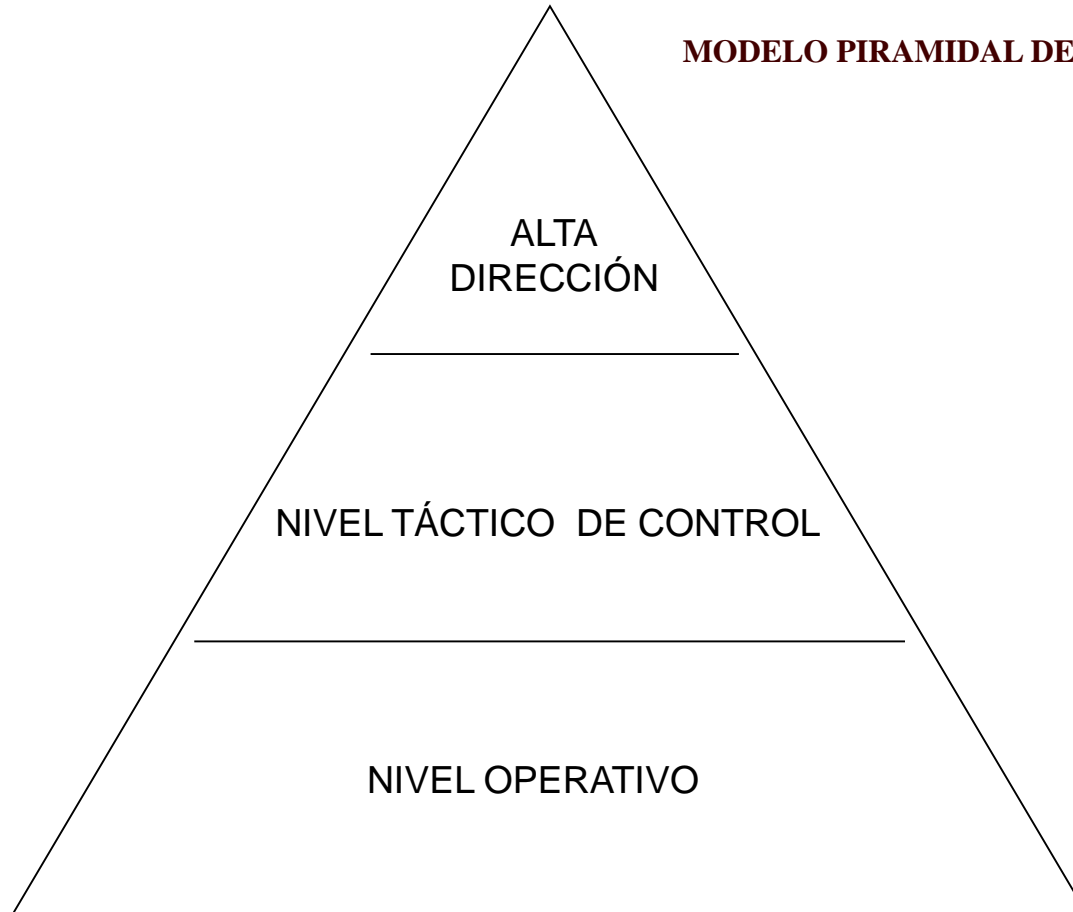 MODELO PIRAMIDAL DE
ALTA
DIRECCIÓN
NIVEL TÁCTICO DE CONTROL
NIVEL OPERATIVO